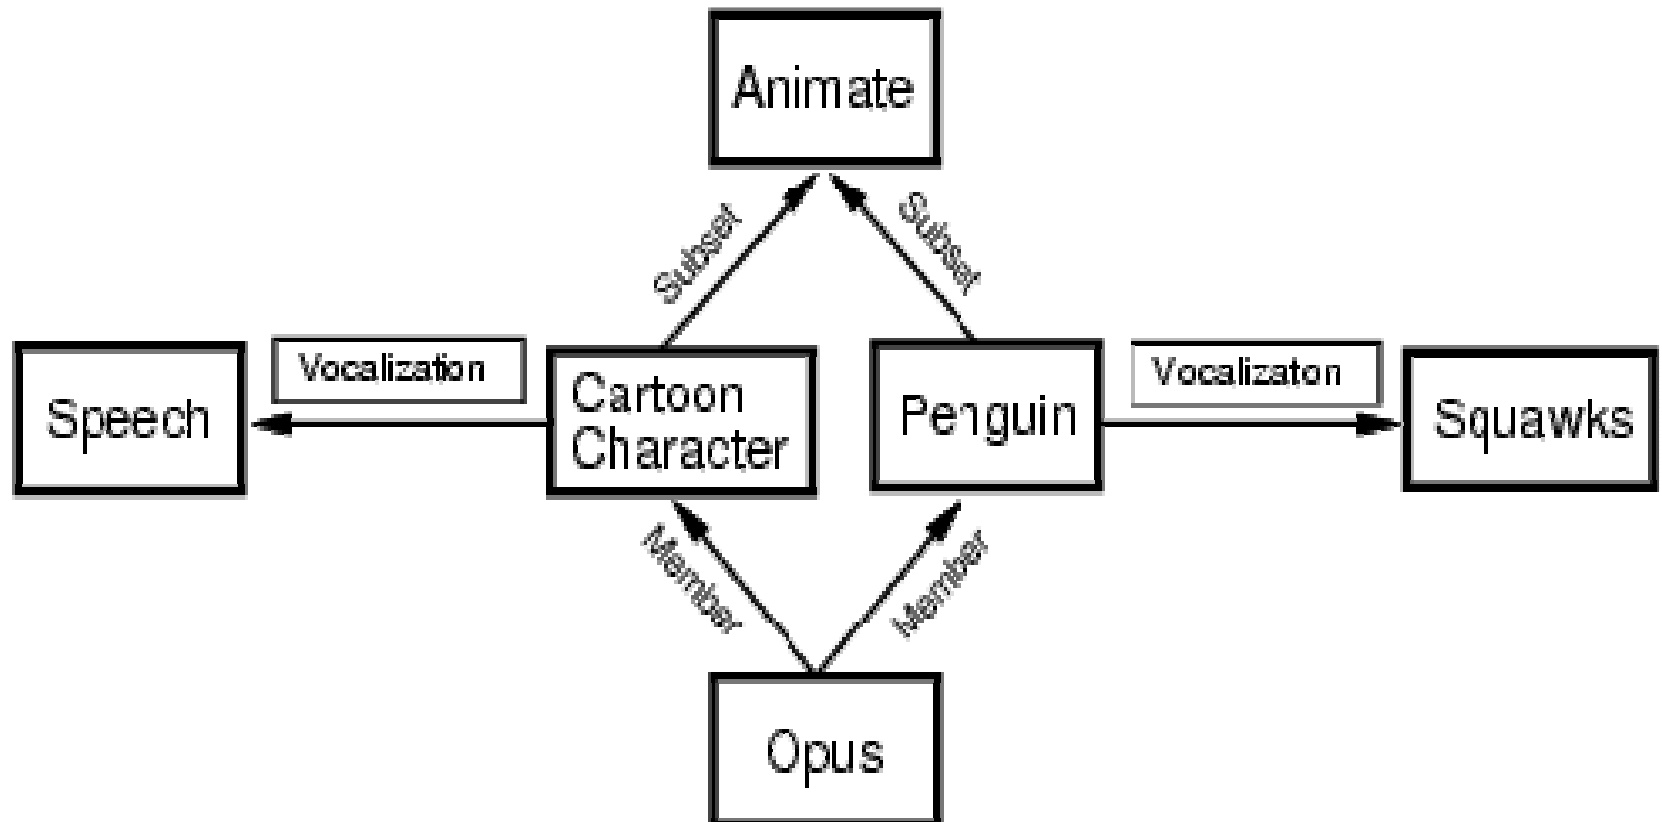 Animate
Subset
Subset
Vocalization
Vocalizaton
Speech
Cartoon
Character
Penguin
Squawks
Member
Member
Opus